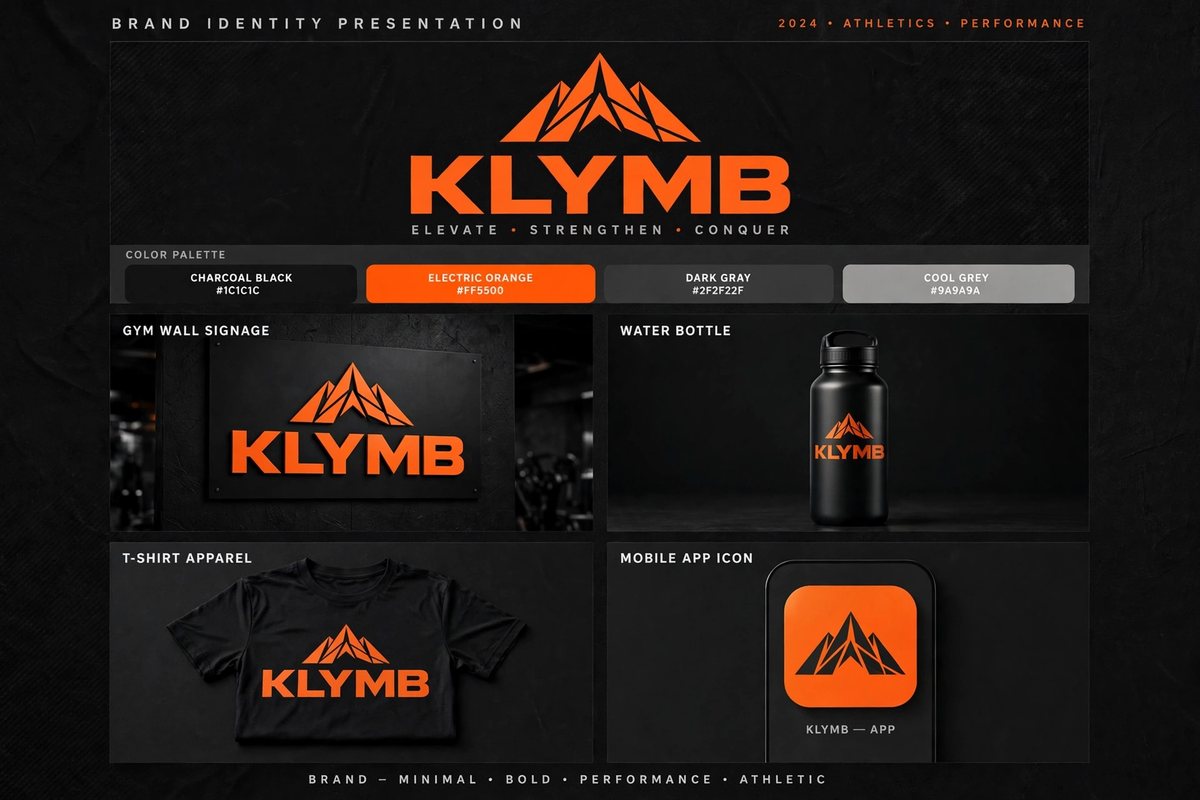 BRAND IDENTITY PRESENTATION
2024 • ATHLETICS • PERFORMANCE
KLYMB
ELEVATE • STRENGTHEN • CONQUER
COLOR PALETTE
CHARCOAL BLACK
#1C1C1C
ELECTRIC ORANGE
#FF5500
DARK GRAY
#2F2F22F
COOL GREY
#9A9A9A
GYM WALL SIGNAGE
KLYMB
WATER BOTTLE
KLYMB
T-SHIRT APPAREL
KLYMB
MOBILE APP ICON
KLYMB — APP
BRAND – MINIMAL • BOLD • PERFORMANCE • ATHLETIC